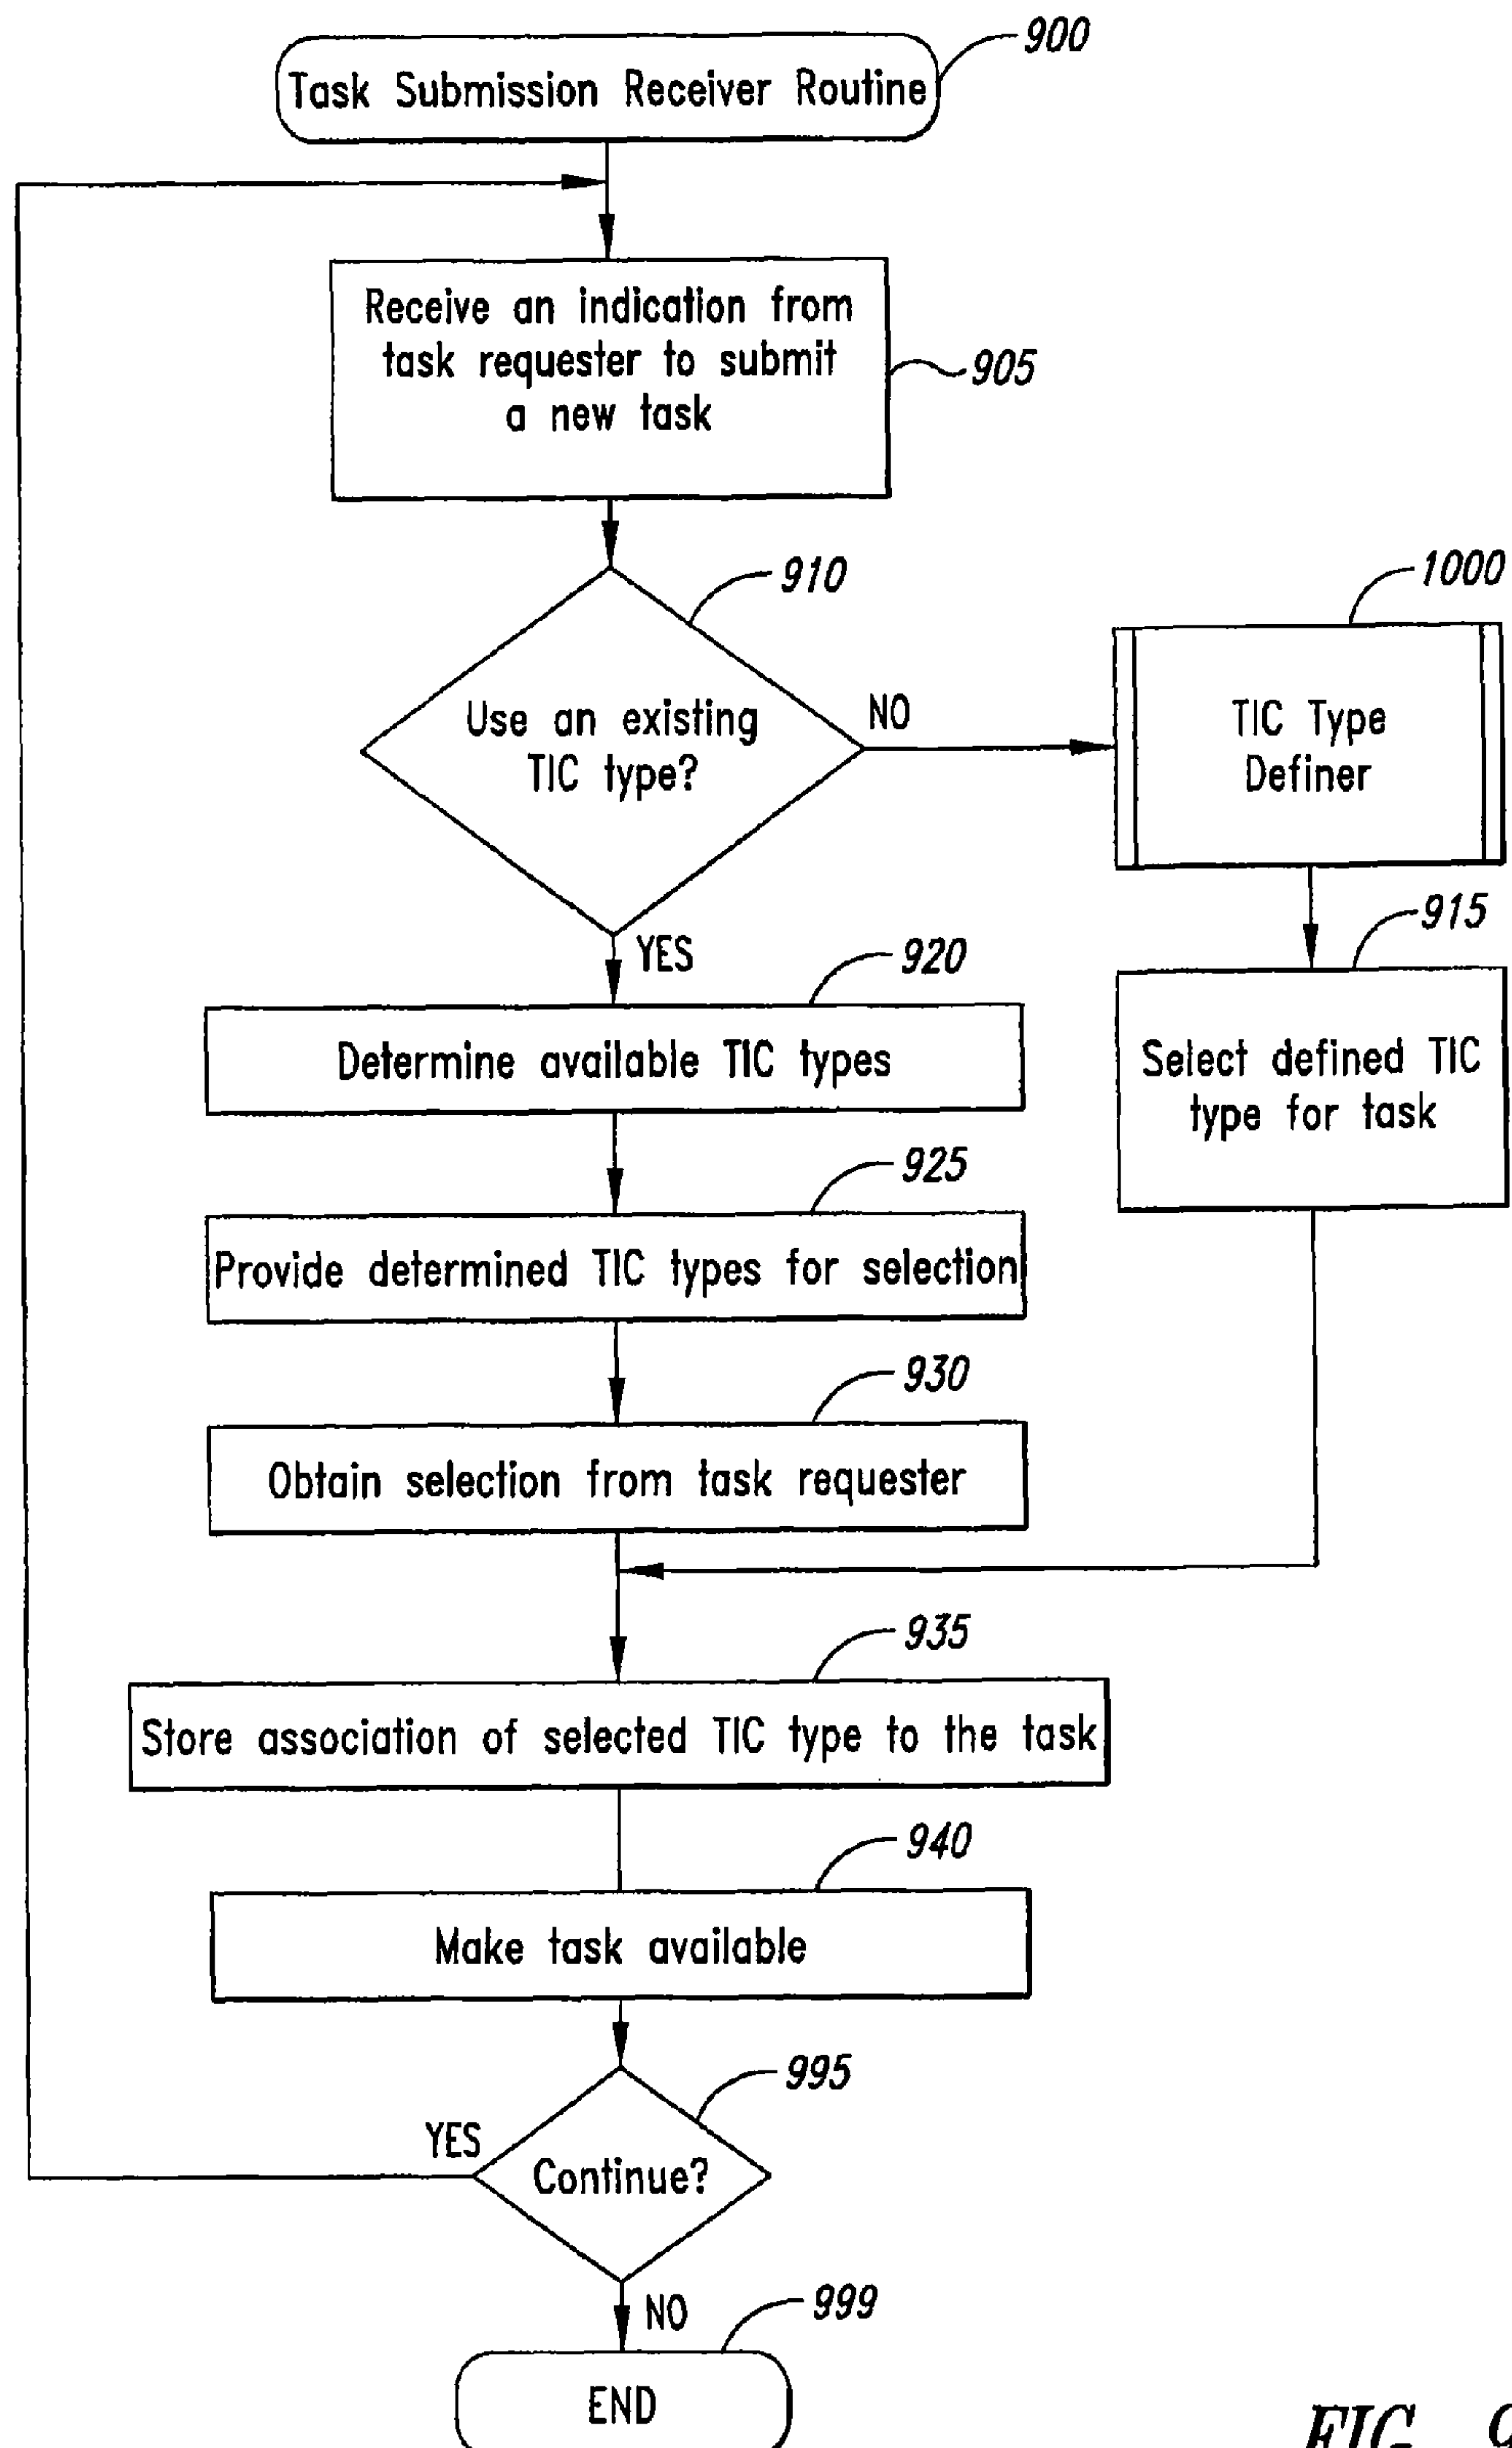 900
Task Submission Receiver Routine
Receive an indication from
task requester to submit
a new task
905
910
Use an existing
TIC type?
NO
1000
TIC Type
Definer
YES
915
Select defined TIC
type for task
920
Determine available TIC types
925
Provide determined TIC types for selection
930
Obtain selection from task requester
935
Store association of selected TIC type to the task
940
Make task available
995
YES
Continue?
NO
999
END
FIG. 9